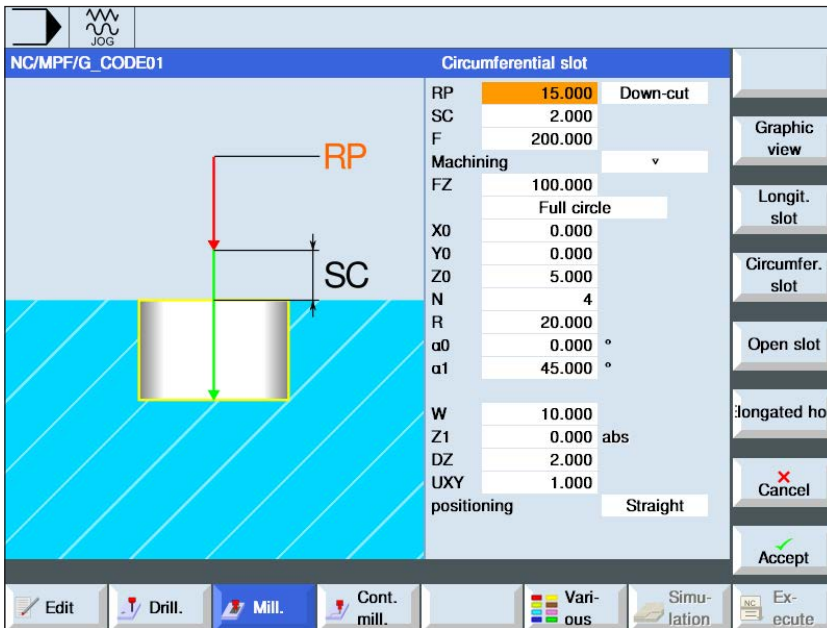 JOG
NC/MPF/G_CODE01
Circumferential slot
RP 15.000 Down-cut
SC 2.000
F 200.000
Machining ▿
FZ 100.000
Full circle
X0 0.000
Y0 0.000
Z0 5.000
N 4
R 20.000
α0 0.000 °
α1 45.000 °
W 10.000
Z1 0.000 abs
DZ 2.000
UXY 1.000
positioning Straight
RP
SC
Graphic
view
Longit.
slot
Circumfer.
slot
Open slot
Elongated ho
Cancel
Accept
Edit
Drill.
Mill.
Cont.
mill.
Vari-
ous
Simu-
lation
NC
Ex-
ecute